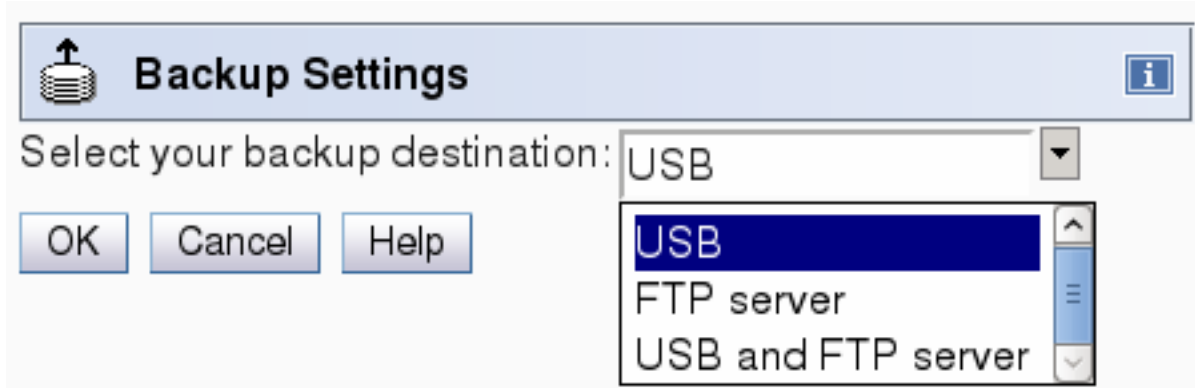 Backup Settings
i
Select your backup destination: USB
OK Cancel Help
USB
FTP server
USB and FTP server